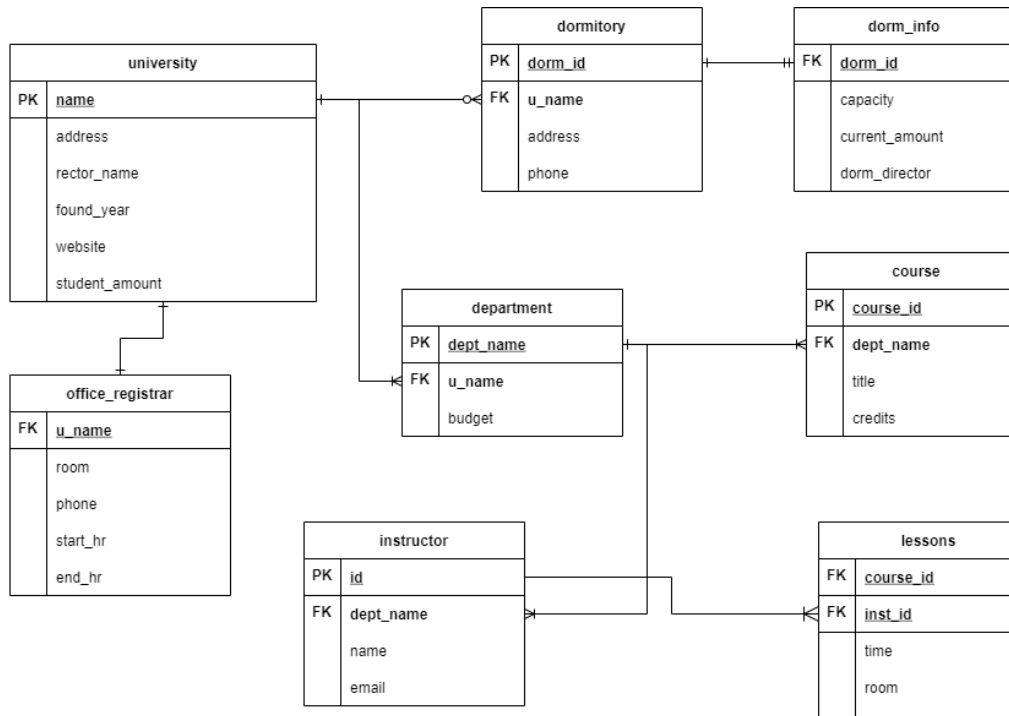 university
PK name
address
rector_name
found_year
website
student_amount
dormitory
PK dorm_id
FK u_name
address
phone
dorm_info
FK dorm_id
capacity
current_amount
dorm_director
department
PK dept_name
FK u_name
budget
course
PK course_id
FK dept_name
title
credits
office_registrar
FK u_name
room
phone
start_hr
end_hr
instructor
PK id
FK dept_name
name
email
lessons
FK course_id
FK inst_id
time
room